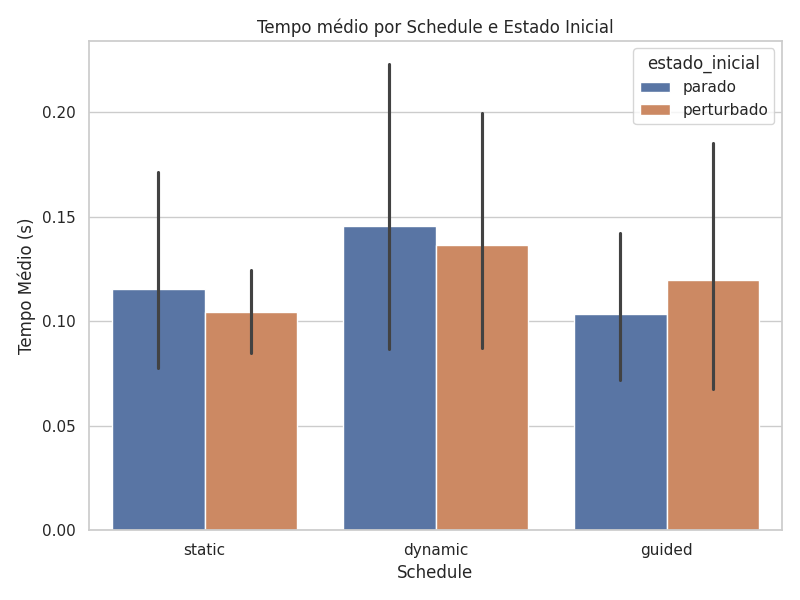 Tempo médio por Schedule e Estado Inicial
estado_inicial
parado
perturbado
Tempo Médio (s)
0.20
0.15
0.10
0.05
0.00
static
dynamic
guided
Schedule